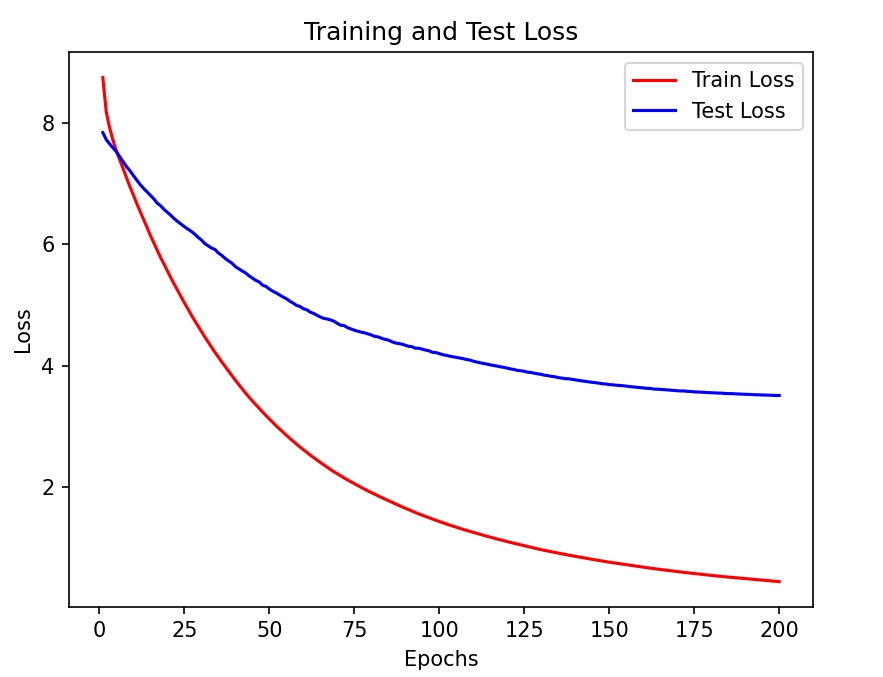 Training and Test Loss
Train Loss
Test Loss
8
6
4
2
Loss
0 25 50 75 100 125 150 175 200
Epochs